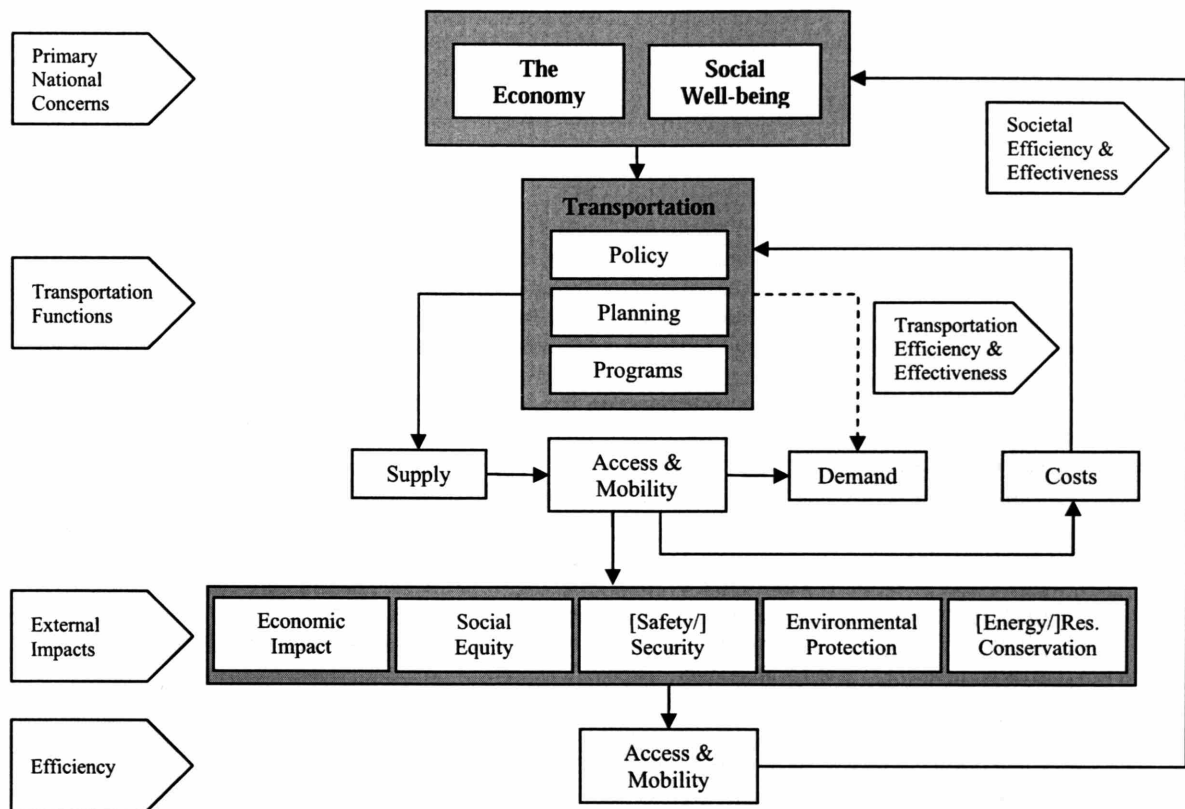 Primary
National
Concerns
The
Economy
Social
Well-being
Societal
Efficiency &
Effectiveness
Transportation
Policy
Planning
Programs
Transportation
Functions
Transportation
Efficiency &
Effectiveness
Supply
Access &
Mobility
Demand
Costs
External
Impacts
Economic
Impact
Social
Equity
[Safety/]
Security
Environmental
Protection
[Energy/]Res.
Conservation
Efficiency
Access &
Mobility